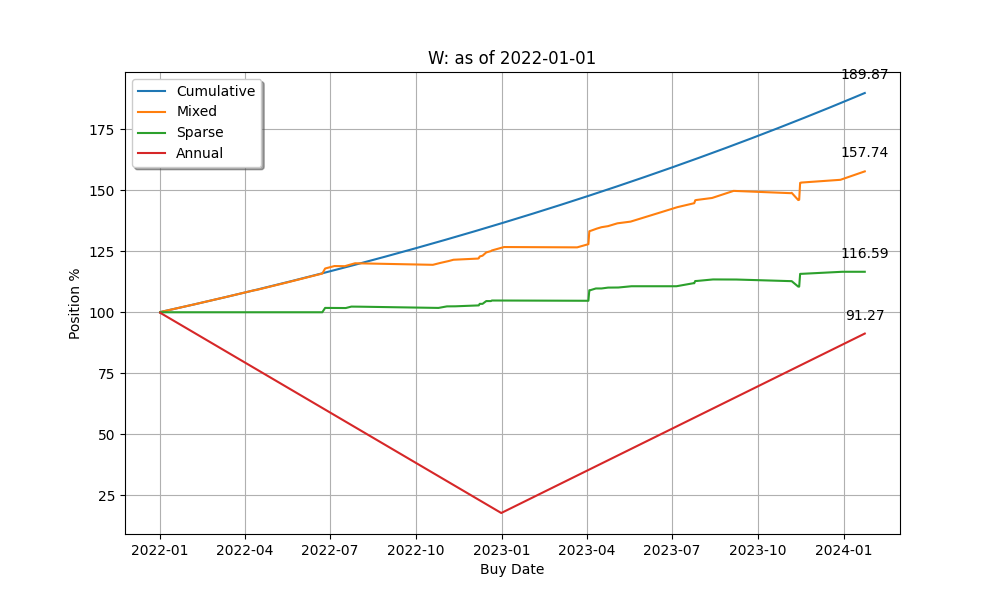 W: as of 2022-01-01
Cumulative
Mixed
Sparse
Annual
189.87
157.74
116.59
91.27
175
150
125
100
75
50
25
Position %
2022-01 2022-04 2022-07 2022-10 2023-01 2023-04 2023-07 2023-10 2024-01
Buy Date